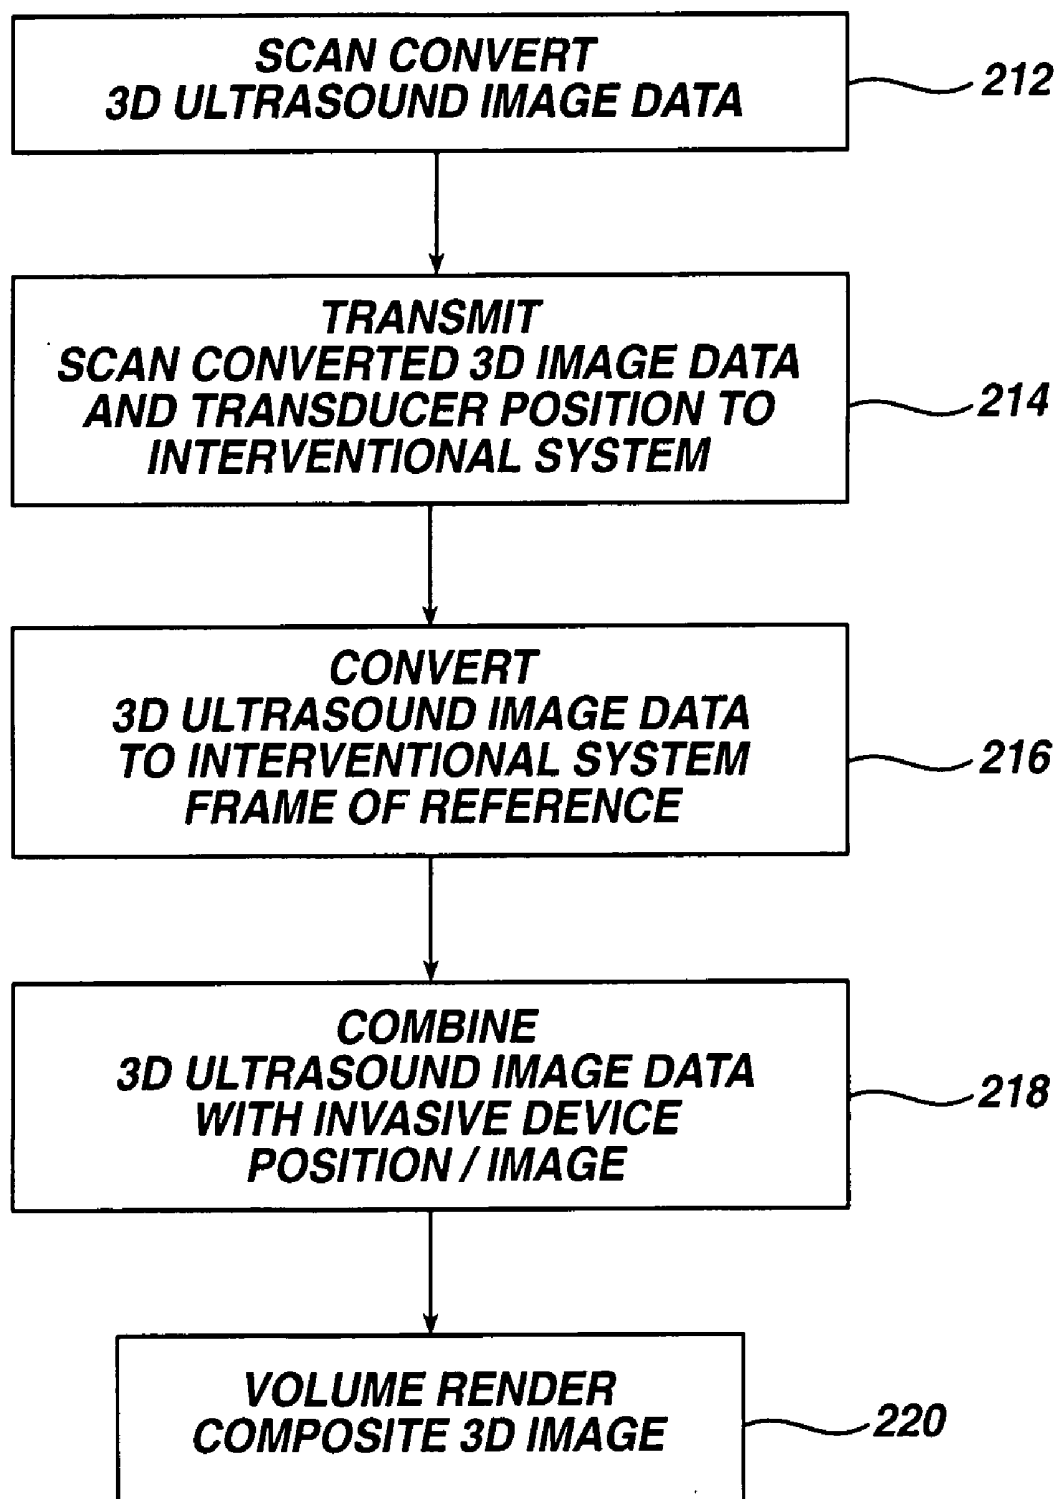 SCAN CONVERT
3D ULTRASOUND IMAGE DATA
212
TRANSMIT
SCAN CONVERTED 3D IMAGE DATA
AND TRANSDUCER POSITION TO
INTERVENTIONAL SYSTEM
214
CONVERT
3D ULTRASOUND IMAGE DATA
TO INTERVENTIONAL SYSTEM
FRAME OF REFERENCE
216
COMBINE
3D ULTRASOUND IMAGE DATA
WITH INVASIVE DEVICE
POSITION / IMAGE
218
VOLUME RENDER
COMPOSITE 3D IMAGE
220